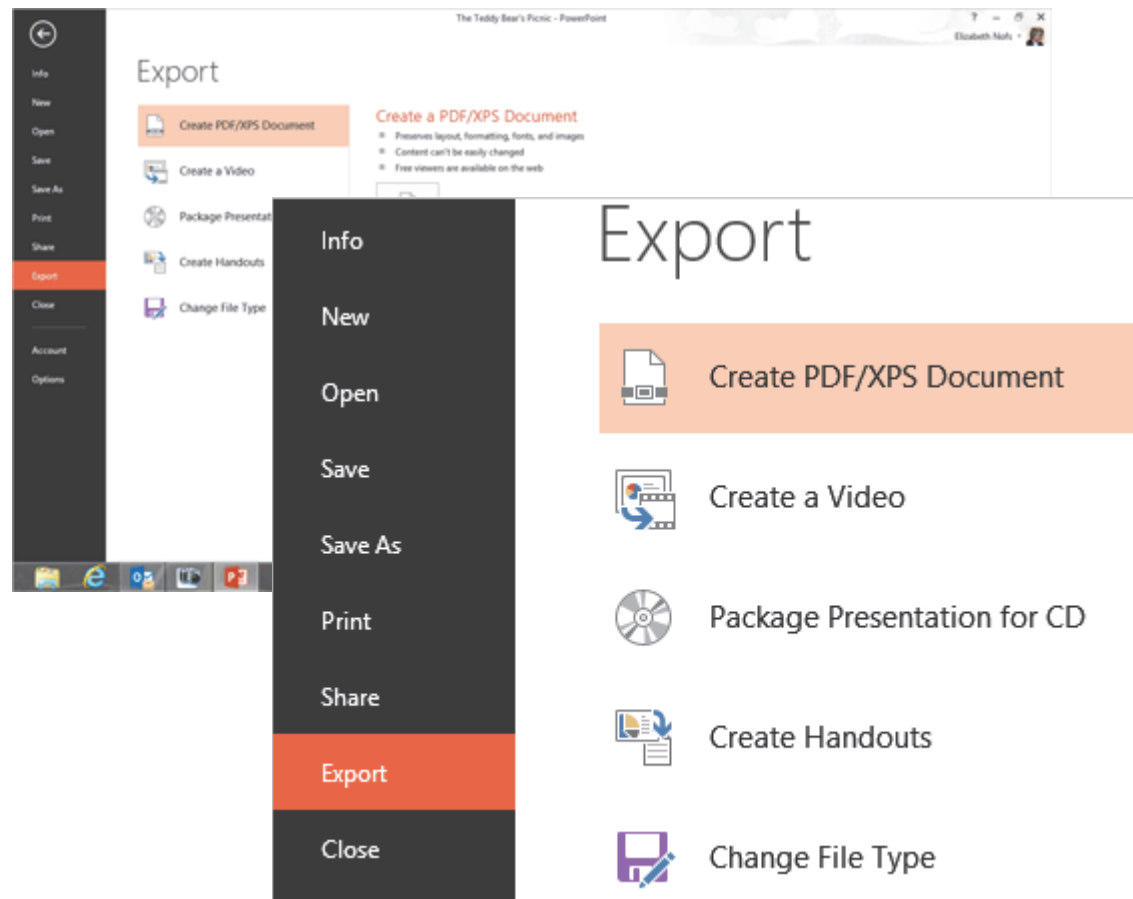 The Teddy Bear's Picnic - PowerPoint
?
Info
New
Open
Save
Save As
Print
Share
Export
Close
Account
Options
Export
Create PDF/XPS Document
Create a Video
Create Handouts
Change File Type
Create a PDF/XPS Document
Preserves layout, formatting, fonts, and images
Content can't be easily changed
Free viewers are available on the web
Info
New
Open
Save
Save As
Print
Share
Export
Close
Export
Create PDF/XPS Document
Create a Video
Package Presentation for CD
Create Handouts
Change File Type